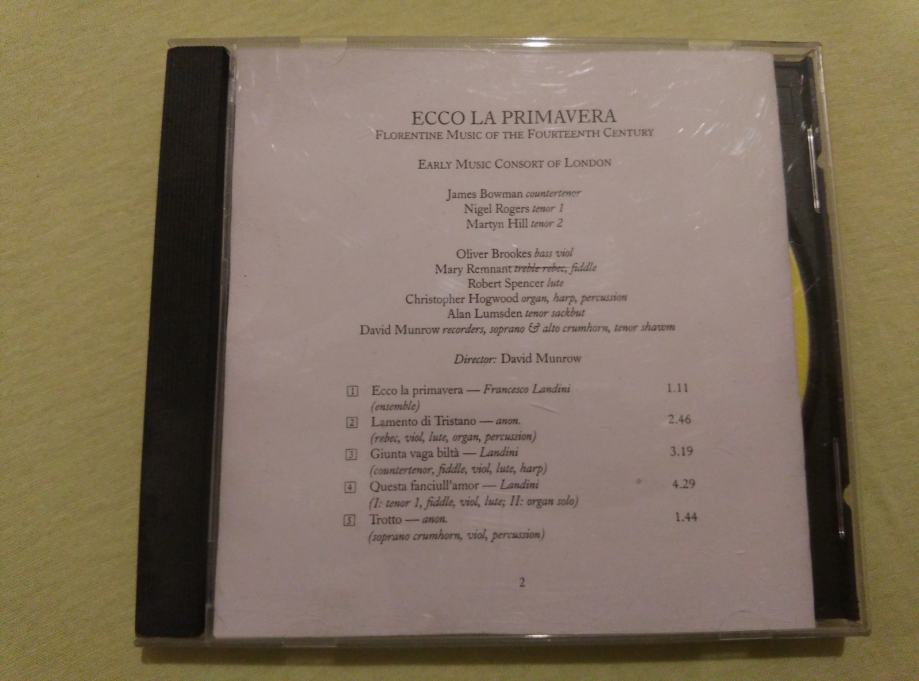 ECCO LA PRIMAVERA
FLORENTINE MUSIC OF THE FOURTEENTH CENTURY
EARLY MUSIC CONSORT OF LONDON
James Bowman countertenor
Nigel Rogers tenor 1
Martyn Hill tenor 2
Oliver Brookes bass viol
Mary Remnant treble rebec, fiddle
Robert Spencer lute
Christopher Hogwood organ, harp, percussion
Alan Lumsden tenor sackbut
David Munrow recorders, soprano & alto crumhorn, tenor shawm
Director: David Munrow
1 Ecco la primavera — Francesco Landini 1.11
(ensemble)
2 Lamento di Tristano — anon. 2.46
(rebec, viol, lute, organ, percussion)
3 Giunta vaga biltà — Landini 3.19
(countertenor, fiddle, viol, lute, harp)
4 Questa fanciull'amor — Landini 4.29
(I: tenor 1, fiddle, viol, lute; II: organ solo)
5 Trotto — anon. 1.44
(soprano crumhorn, viol, percussion)
2